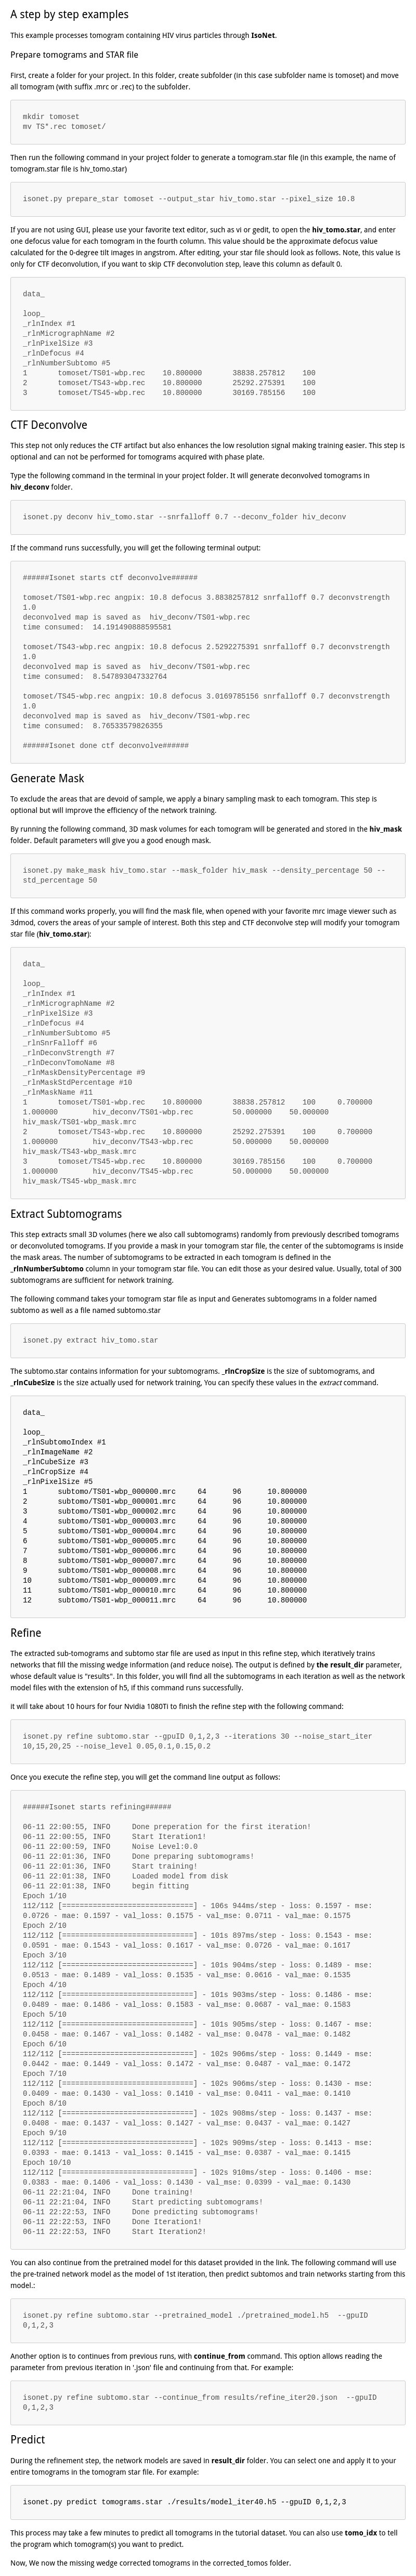 A step by step examples
This example processes tomogram containing HIV virus particles through IsoNet.
Prepare tomograms and STAR file
First, create a folder for your project. In this folder, create subfolder (in this case subfolder name is tomoset) and move
all tomogram (with suffix .mrc or .rec) to the subfolder.
mkdir tomoset
mv TS*.rec tomoset/
Then run the following command in your project folder to generate a tomogram.star file (in this example, the name of
tomogram.star file is hiv_tomo.star)
isonet.py prepare_star tomoset --output_star hiv_tomo.star --pixel_size 10.8
If you are not using GUI, please use your favorite text editor, such as vi or gedit, to open the hiv_tomo.star, and enter
one defocus value for each tomogram in the fourth column. This value should be the approximate defocus value
calculated for the 0-degree tilt images in angstrom. After editing, your star file should look as follows. Note, this value is
only for CTF deconvolution, if you want to skip CTF deconvolution step, leave this column as default 0.
data_
loop_
_rlnIndex #1
_rlnMicrographName #2
_rlnPixelSize #3
_rlnDefocus #4
_rlnNumberSubtomo #5
1 tomoset/TS01-wbp.rec 10.800000 38838.257812 100
2 tomoset/TS43-wbp.rec 10.800000 25292.275391 100
3 tomoset/TS45-wbp.rec 10.800000 30169.785156 100
CTF Deconvolve
This step not only reduces the CTF artifact but also enhances the low resolution signal making training easier. This step is
optional and can not be performed for tomograms acquired with phase plate.
Type the following command in the terminal in your project folder. It will generate deconvolved tomograms in
hiv_deconv folder.
isonet.py deconv hiv_tomo.star --snrfalloff 0.7 --deconv_folder hiv_deconv
If the command runs successfully, you will get the following terminal output:
######Isonet starts ctf deconvolve######
tomoset/TS01-wbp.rec angpix: 10.8 defocus 3.8838257812 snrfalloff 0.7 deconvstrength
1.0
deconvolved map is saved as hiv_deconv/TS01-wbp.rec
time consumed: 14.191490888595581
tomoset/TS43-wbp.rec angpix: 10.8 defocus 2.5292275391 snrfalloff 0.7 deconvstrength
1.0
deconvolved map is saved as hiv_deconv/TS01-wbp.rec
time consumed: 8.547893047332764
tomoset/TS45-wbp.rec angpix: 10.8 defocus 3.0169785156 snrfalloff 0.7 deconvstrength
1.0
deconvolved map is saved as hiv_deconv/TS01-wbp.rec
time consumed: 8.76533579826355
######Isonet done ctf deconvolve######
Generate Mask
To exclude the areas that are devoid of sample, we apply a binary sampling mask to each tomogram. This step is
optional but will improve the efficiency of the network training.
By running the following command, 3D mask volumes for each tomogram will be generated and stored in the hiv_mask
folder. Default parameters will give you a good enough mask.
isonet.py make_mask hiv_tomo.star --mask_folder hiv_mask --density_percentage 50 --
std_percentage 50
If this command works properly, you will find the mask file, when opened with your favorite mrc image viewer such as
3dmod, covers the areas of your sample of interest. Both this step and CTF deconvolve step will modify your tomogram
star file (hiv_tomo.star):
data_
loop_
_rlnIndex #1
_rlnMicrographName #2
_rlnPixelSize #3
_rlnDefocus #4
_rlnNumberSubtomo #5
_rlnSnrFalloff #6
_rlnDeconvStrength #7
_rlnDeconvTomoName #8
_rlnMaskDensityPercentage #9
_rlnMaskStdPercentage #10
_rlnMaskName #11
1 tomoset/TS01-wbp.rec 10.800000 38838.257812 100 0.700000
1.000000 hiv_deconv/TS01-wbp.rec 50.000000 50.000000
hiv_mask/TS01-wbp_mask.mrc
2 tomoset/TS43-wbp.rec 10.800000 25292.275391 100 0.700000
1.000000 hiv_deconv/TS43-wbp.rec 50.000000 50.000000
hiv_mask/TS43-wbp_mask.mrc
3 tomoset/TS45-wbp.rec 10.800000 30169.785156 100 0.700000
1.000000 hiv_deconv/TS45-wbp.rec 50.000000 50.000000
hiv_mask/TS45-wbp_mask.mrc
Extract Subtomograms
This step extracts small 3D volumes (here we also call subtomograms) randomly from previously described tomograms
or deconvoluted tomograms. If you provide a mask in your tomogram star file, the center of the subtomograms is inside
the mask areas. The number of subtomograms to be extracted in each tomogram is defined in the
_rlnNumberSubtomo column in your tomogram star file. You can edit those as your desired value. Usually, total of 300
subtomograms are sufficient for network training.
The following command takes your tomogram star file as input and Generates subtomograms in a folder named
subtomo as well as a file named subtomo.star
isonet.py extract hiv_tomo.star
The subtomo.star contains information for your subtomograms. _rlnCropSize is the size of subtomograms, and
_rlnCubeSize is the size actually used for network training, You can specify these values in the extract command.
data_
loop_
_rlnSubtomoIndex #1
_rlnImageName #2
_rlnCubeSize #3
_rlnCropSize #4
_rlnPixelSize #5
1 subtomo/TS01-wbp_000000.mrc 64 96 10.800000
2 subtomo/TS01-wbp_000001.mrc 64 96 10.800000
3 subtomo/TS01-wbp_000002.mrc 64 96 10.800000
4 subtomo/TS01-wbp_000003.mrc 64 96 10.800000
5 subtomo/TS01-wbp_000004.mrc 64 96 10.800000
6 subtomo/TS01-wbp_000005.mrc 64 96 10.800000
7 subtomo/TS01-wbp_000006.mrc 64 96 10.800000
8 subtomo/TS01-wbp_000007.mrc 64 96 10.800000
9 subtomo/TS01-wbp_000008.mrc 64 96 10.800000
10 subtomo/TS01-wbp_000009.mrc 64 96 10.800000
11 subtomo/TS01-wbp_000010.mrc 64 96 10.800000
12 subtomo/TS01-wbp_000011.mrc 64 96 10.800000
Refine
The extracted sub-tomograms and subtomo star file are used as input in this refine step, which iteratively trains
networks that fill the missing wedge information (and reduce noise). The output is defined by the result_dir parameter,
whose default value is "results". In this folder, you will find all the subtomograms in each iteration as well as the network
model files with the extension of h5, if this command runs successfully.
it will take about 10 hours for four Nvidia 1080Ti to finish the refine step with the following command:
isonet.py refine subtomo.star --gpuID 0,1,2,3 --iterations 30 --noise_start_iter
10,15,20,25 --noise_level 0.05,0.1,0.15,0.2
Once you execute the refine step, you will get the command line output as follows:
######Isonet starts refining######
06-11 22:00:55, INFO Done preperation for the first iteration!
06-11 22:00:55, INFO Start Iteration1!
06-11 22:00:59, INFO Noise Level:0.0
06-11 22:01:36, INFO Done preparing subtomograms!
06-11 22:01:36, INFO Start training!
06-11 22:01:38, INFO Loaded model from disk
06-11 22:01:38, INFO begin fitting
Epoch 1/10
112/112 [==============================] - 106s 944ms/step - loss: 0.1597 - mse:
0.0726 - mae: 0.1597 - val_loss: 0.1575 - val_mse: 0.0711 - val_mae: 0.1575
Epoch 2/10
112/112 [==============================] - 101s 897ms/step - loss: 0.1543 - mse:
0.0591 - mae: 0.1543 - val_loss: 0.1617 - val_mse: 0.0726 - val_mae: 0.1617
Epoch 3/10
112/112 [==============================] - 101s 904ms/step - loss: 0.1489 - mse:
0.0513 - mae: 0.1489 - val_loss: 0.1535 - val_mse: 0.0616 - val_mae: 0.1535
Epoch 4/10
112/112 [==============================] - 101s 903ms/step - loss: 0.1486 - mse:
0.0489 - mae: 0.1486 - val_loss: 0.1583 - val_mse: 0.0687 - val_mae: 0.1583
Epoch 5/10
112/112 [==============================] - 101s 905ms/step - loss: 0.1467 - mse:
0.0458 - mae: 0.1467 - val_loss: 0.1482 - val_mse: 0.0478 - val_mae: 0.1482
Epoch 6/10
112/112 [==============================] - 102s 906ms/step - loss: 0.1449 - mse:
0.0442 - mae: 0.1449 - val_loss: 0.1472 - val_mse: 0.0487 - val_mae: 0.1472
Epoch 7/10
112/112 [==============================] - 102s 906ms/step - loss: 0.1430 - mse:
0.0409 - mae: 0.1430 - val_loss: 0.1410 - val_mse: 0.0411 - val_mae: 0.1410
Epoch 8/10
112/112 [==============================] - 102s 908ms/step - loss: 0.1437 - mse:
0.0408 - mae: 0.1437 - val_loss: 0.1427 - val_mse: 0.0437 - val_mae: 0.1427
Epoch 9/10
112/112 [==============================] - 102s 909ms/step - loss: 0.1413 - mse:
0.0393 - mae: 0.1413 - val_loss: 0.1415 - val_mse: 0.0387 - val_mae: 0.1415
Epoch 10/10
112/112 [==============================] - 102s 910ms/step - loss: 0.1406 - mse:
0.0383 - mae: 0.1406 - val_loss: 0.1430 - val_mse: 0.0399 - val_mae: 0.1430
06-11 22:21:04, INFO Done training!
06-11 22:21:04, INFO Start predicting subtomograms!
06-11 22:22:53, INFO Done predicting subtomograms!
06-11 22:22:53, INFO Done Iteration1!
06-11 22:22:53, INFO Start Iteration2!
You can also continue from the pretrained model for this dataset provided in the link. The following command will use
the pre-trained network model as the model of 1st iteration, then predict subtomos and train networks starting from this
model.:
isonet.py refine subtomo.star --pretrained_model ./pretrained_model.h5 --gpuID
0,1,2,3
Another option is to continues from previous runs, with continue_from command. This option allows reading the
parameter from previous iteration in '.json' file and continuing from that. For example:
isonet.py refine subtomo.star --continue_from results/refine_iter20.json --gpuID
0,1,2,3
Predict
During the refinement step, the network models are saved in result_dir folder. You can select one and apply it to your
entire tomograms in the tomogram star file. For example:
isonet.py predict tomograms.star ./results/model_iter40.h5 --gpuID 0,1,2,3
This process may take a few minutes to predict all tomograms in the tutorial dataset. You can also use tomo_idx to tell
the program which tomogram(s) you want to predict.
Now, We now the missing wedge corrected tomograms in the corrected_tomos folder.